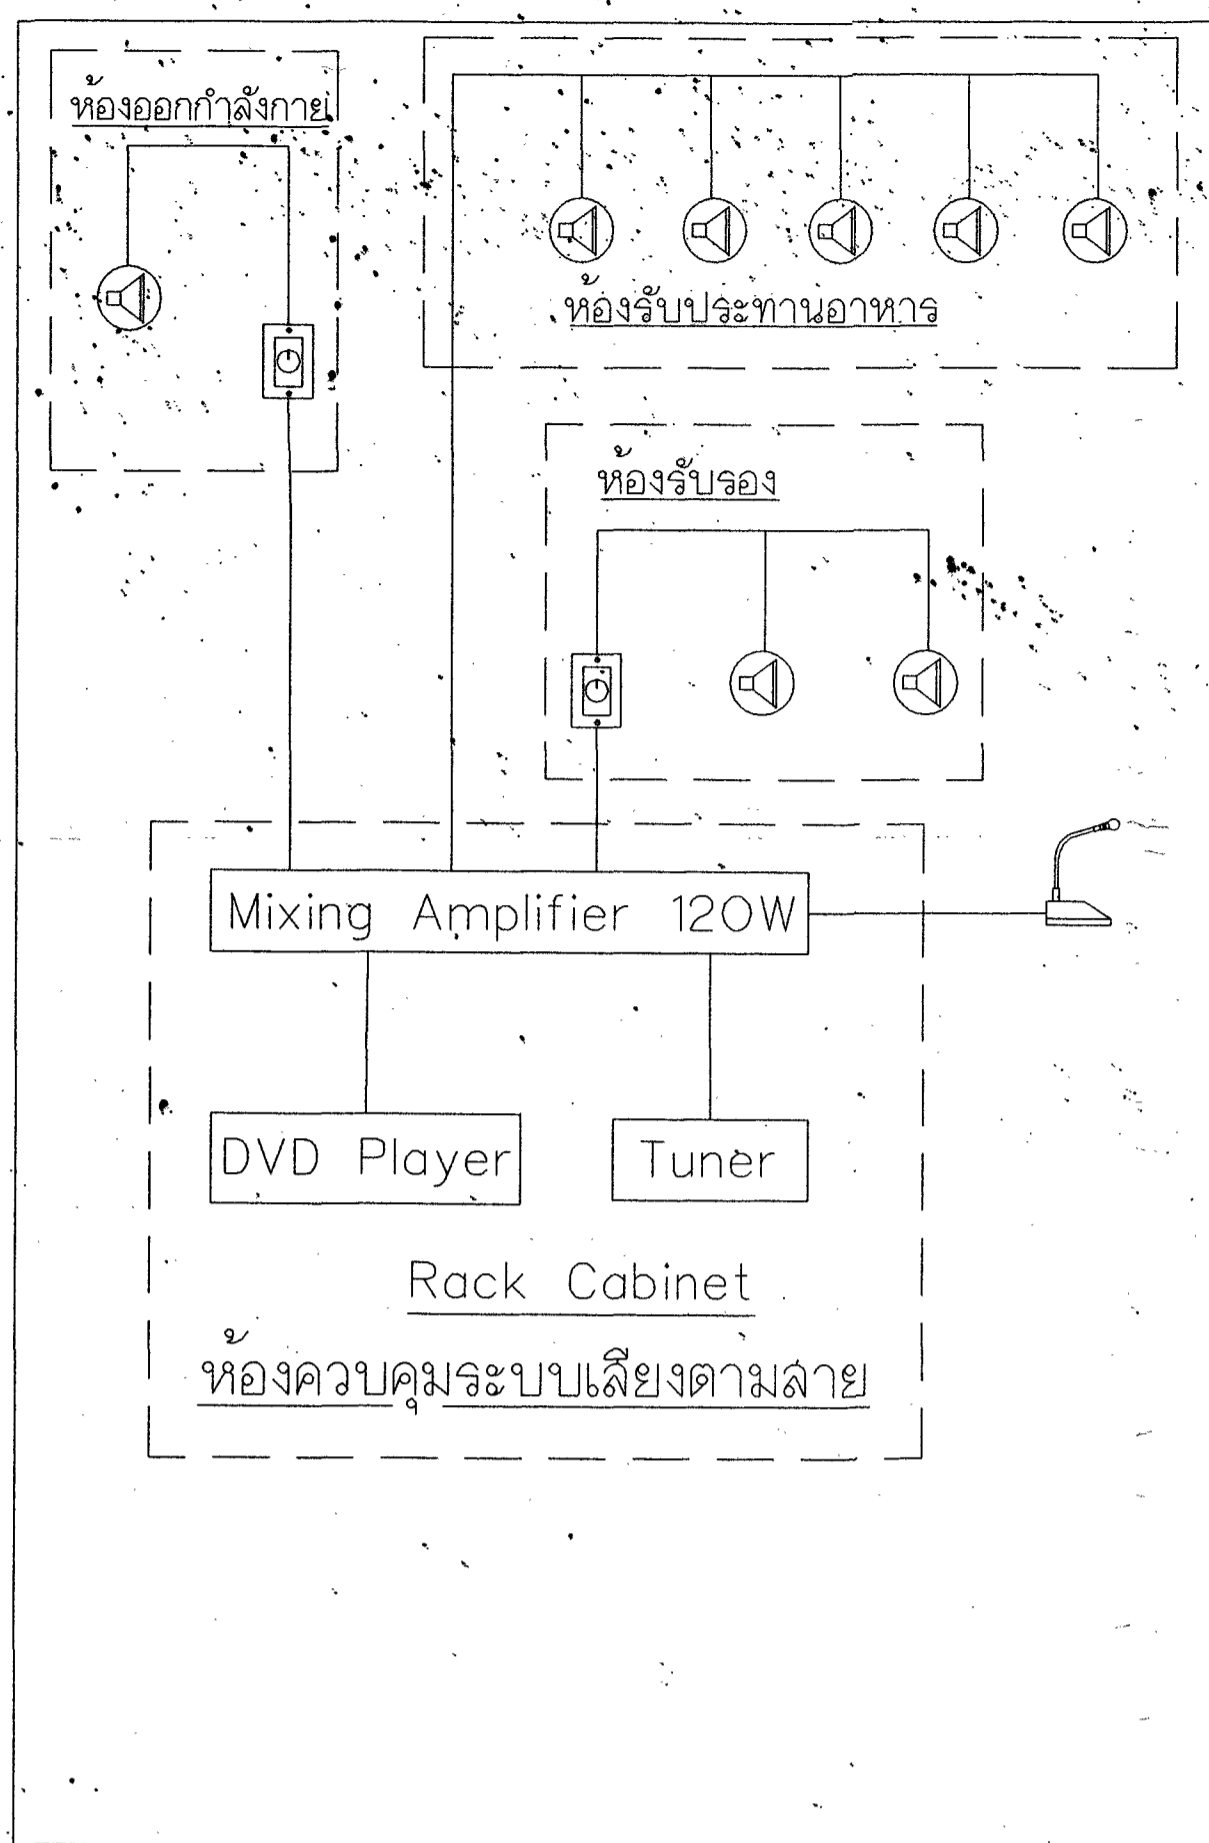 ห้องออกกำลังกาย
ห้องรับประทานอาหาร
ห้องรับรอง
Mixing Amplifier 120W
DVD Player
Tuner
Rack Cabinet
ห้องควบคุมระบบเสียงตามสาย